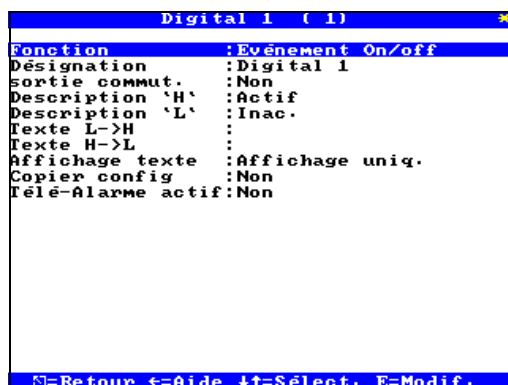 Digital 1 ( 1) *
Fonction :Evénement On/off
Désignation :Digital 1
sortie commut. :Non
Description `H` :Actif
Description `L` :Inac.
Texte L->H :
Texte H->L :
Affichage texte :Affichage uniq.
Copier config :Non
Télé-Alarme actif:Non
=Retour ←=Aide ↓↑=Sélect. E=Modif.